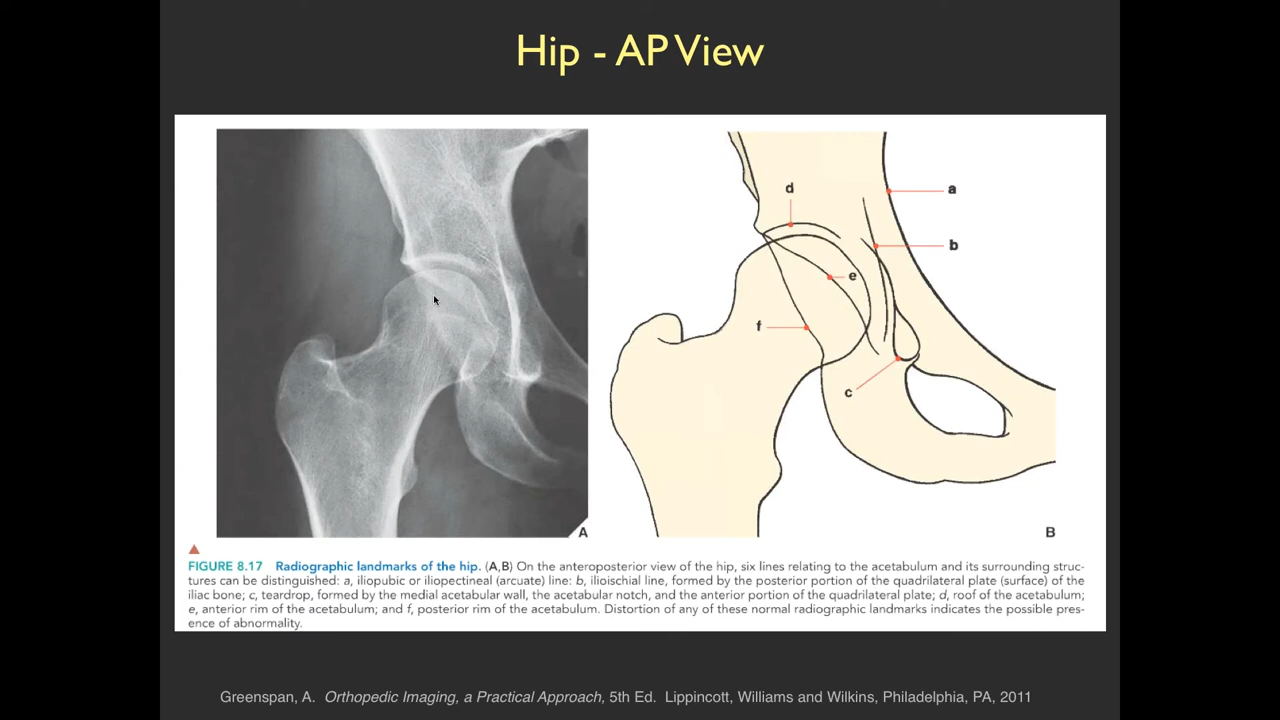 Hip - AP View
d
a
b
e
f
c
A
B
FIGURE 8.17 Radiographic landmarks of the hip. (A,B) On the anteroposterior view of the hip, six lines relating to the acetabulum and its surrounding struc-
tures can be distinguished: a, iliopubic or iliopectineal (arcuate) line: b, ilioischial line, formed by the posterior portion of the quadrilateral plate (surface) of the
iliac bone; c, teardrop, formed by the medial acetabular wall, the acetabular notch, and the anterior portion of the quadrilateral plate; d, roof of the acetabulum;
e, anterior rim of the acetabulum; and f, posterior rim of the acetabulum. Distortion of any of these normal radiographic landmarks indicates the possible pres-
ence of abnormality.
Greenspan, A. Orthopedic Imaging, a Practical Approach, 5th Ed. Lippincott, Williams and Wilkins, Philadelphia, PA, 2011